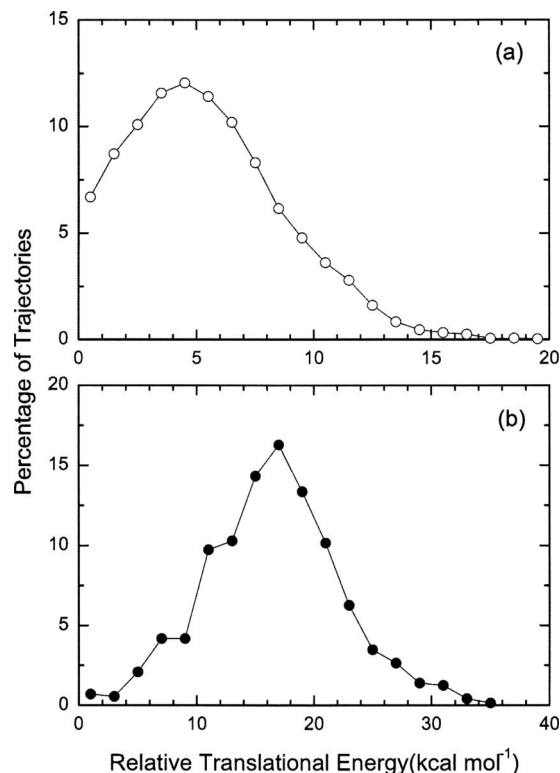 15
(a)
10
5
0
0 5 10 15 20
Percentage of Trajectories
20
(b)
15
10
5
0
0 10 20 30 40
Relative Translational Energy(kcal mol⁻¹)